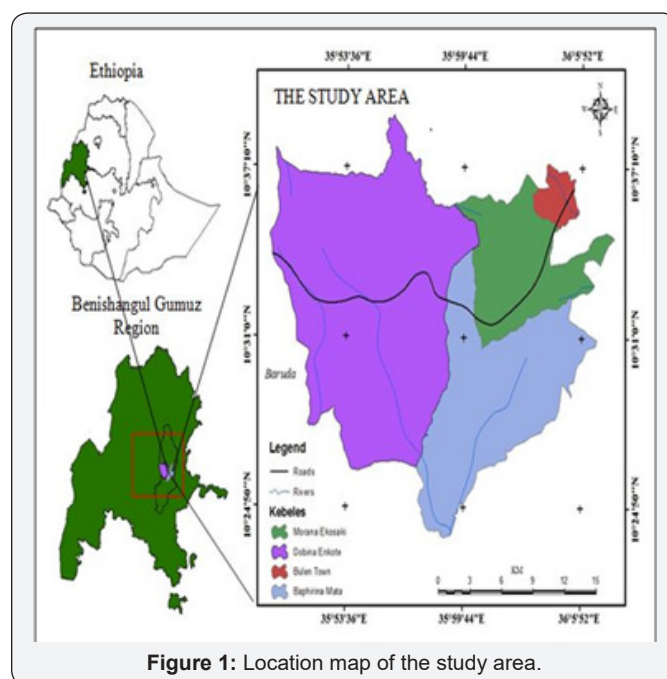 Ethiopia
Benishangul Gumuz
Region
THE STUDY AREA
35°53'36"E 35°59'44"E 36°5'52"E
N
10°37'10"N 10°37'10"N
10°31'0"N 10°31'0"N
10°24'50"N 10°24'50"N
Baruda
Legend
Roads
Rivers
Kebeles
Morana Ekosaki
Dobina Enkote
Bulen Town
Baphirina Mata
KM
0 3 6 9 12 15
35°53'36"E 35°59'44"E 36°5'52"E
Figure 1: Location map of the study area.